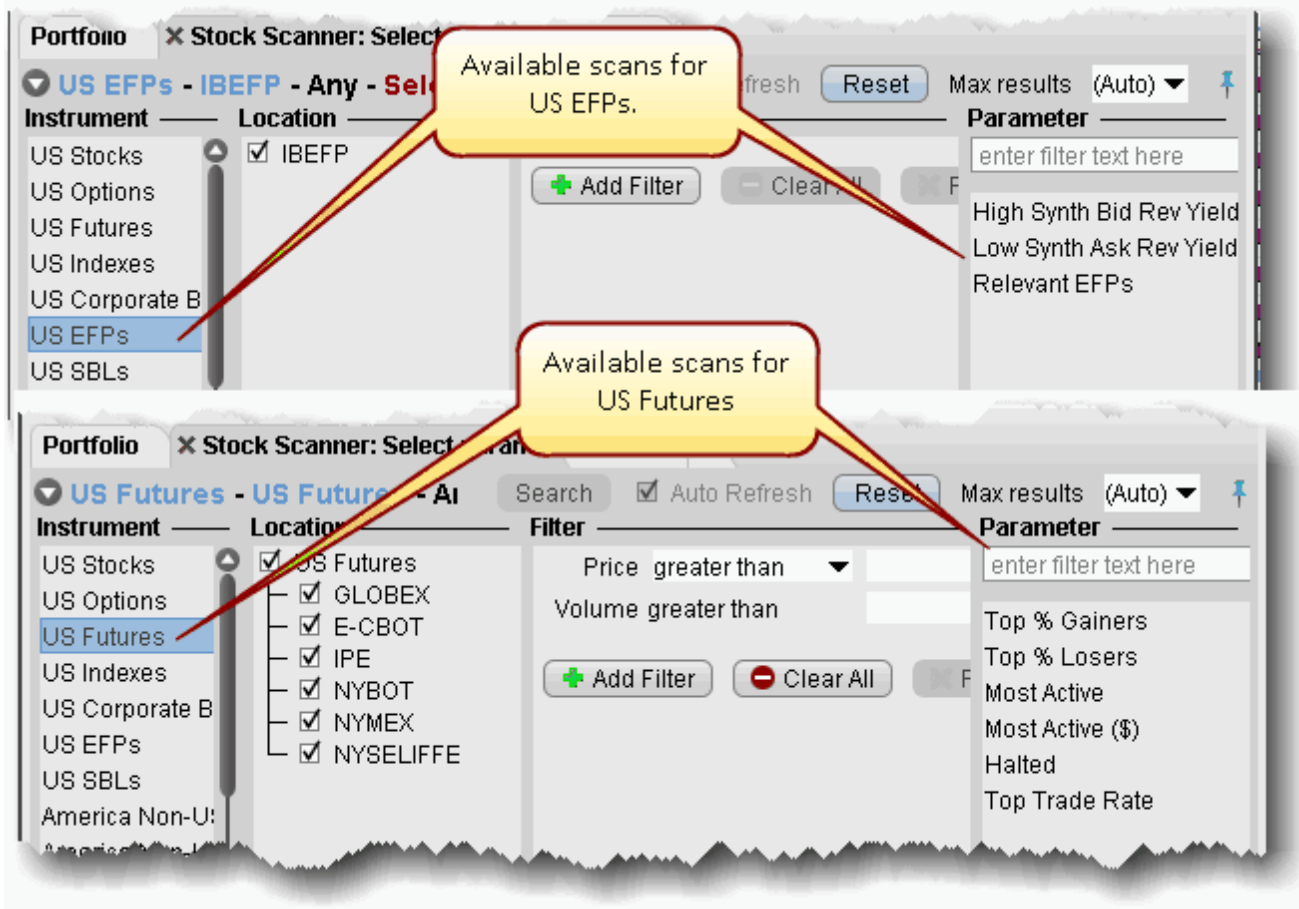 Portfolio
Stock Scanner: Select
Available scans for
US EFPs.
US EFPs - IBEFP - Any -
Reset
Max results (Auto)
Instrument
Location
Parameter
US Stocks
US Options
US Futures
US Indexes
US Corporate B
US EFPs
US SBLs
IBEFP
Add Filter
Clear All
enter filter text here
High Synth Bid Rev Yield
Low Synth Ask Rev Yield
Relevant EFPs
Available scans for
US Futures
Portfolio
Stock Scanner: Select
US Futures - US Futures -
Search
Auto Refresh
Reset
Max results (Auto)
Instrument
Location
Filter
Parameter
US Stocks
US Options
US Futures
US Indexes
US Corporate B
US EFPs
US SBLs
America Non-U
US Futures
GLOBEX
E-CBOT
IPE
NYBOT
NYMEX
NYSELIFFE
Price greater than
Volume greater than
Add Filter
Clear All
enter filter text here
Top % Gainers
Top % Losers
Most Active
Most Active ($)
Halted
Top Trade Rate